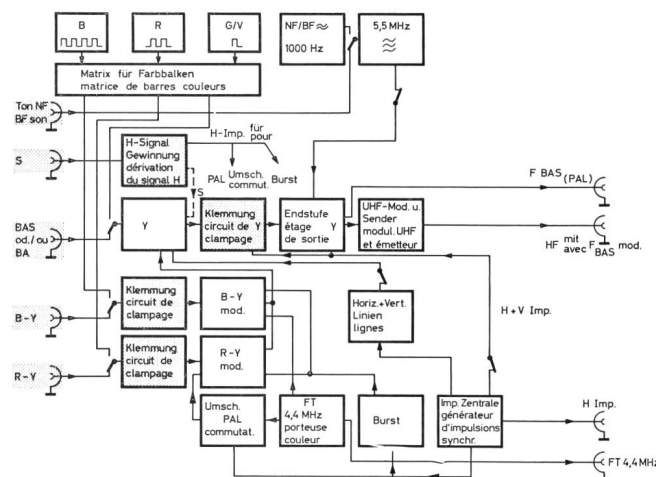 B
R
G/V
NF/BF ≈
1000 Hz
5,5 MHz
Matrix für Farbbalken
matrice de barres couleurs
Ton NF
BF son
S
H-Signal
Gewinnung
dérivation
du signal H
H-Imp. für
pour
PAL Umsch. Burst
commut.
S
F BAS (PAL)
BAS
od./ou
BA
Y
Klemmung
circuit de Y
clampage
Endstufe
étage Y
de sortie
UHF-Mod. u.
Sender
modul. UHF
et émetteur
HF mit F
avec BAS mod.
B-Y
Klemmung
circuit de
clampage
B-Y
mod.
Horiz.+Vert.
Linien
lignes
H+V Imp.
R-Y
Klemmung
circuit de
clampage
R-Y
mod.
Umsch.
PAL
commutat.
FT
4,4 MHz
porteuse
couleur
Burst
Imp. Zentrale
générateur
d'impulsions
synchr.
H Imp.
FT 4,4MHz